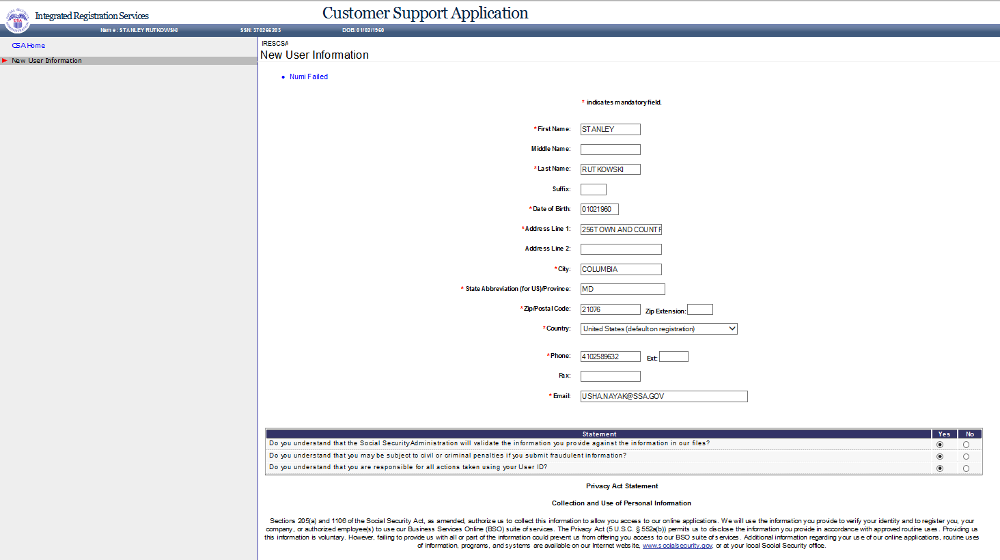 Integrated Registration Services
Customer Support Application
Name: STANLEY RUTKOWSKI SSN: 370266203 DOB: 01/02/1960
CSA Home
New User Information
IRESCSA
New User Information
Numi Failed
* indicates mandatory field.
*First Name: STANLEY
Middle Name:
*Last Name: RUTKOWSKI
Suffix:
*Date of Birth: 01021960
*Address Line 1: 256TOWN AND COUNTR
Address Line 2:
*City: COLUMBIA
* State Abbreviation (for US)/Province: MD
*Zip/Postal Code: 21076 Zip Extension:
*Country: United States (default on registration)
*Phone: 4102589632 Ext:
Fax:
* Email: USHA.NAYAK@SSA.GOV
Statement Yes No
Do you understand that the Social Security Administration will validate the information you provide against the information in our files?
Do you understand that you may be subject to civil or criminal penalties if you submit fraudulent information?
Do you understand that you are responsible for all actions taken using your User ID?
Privacy Act Statement
Collection and Use of Personal Information
Sections 205(a) and 1106 of the Social Security Act, as amended, authorize us to collect this information to allow you access to our online applications. We will use the information you provide to verify your identity and to register you, your
company, or authorized employee(s) to use our Business Services Online (BSO) suite of services. The Privacy Act (5 U.S.C. § 552a(b)) permits us to disclose the information you provide in accordance with approved routine uses. Providing us
this information is voluntary. However, failing to provide us with all or part of the information could prevent us from offering you access to our BSO suite of services. Additional information regarding your use of our online applications, routine uses
of information, programs, and systems are available on our Internet website, www.socialsecurity.gov, or at your local Social Security office.